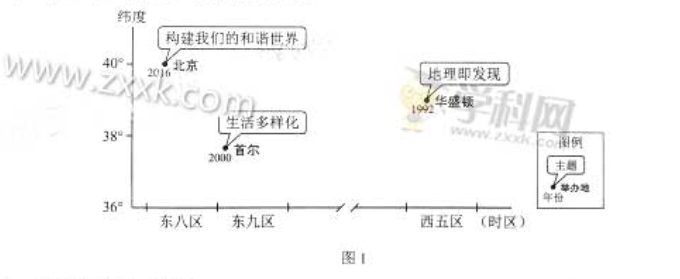 纬度
构建我们的和谐世界
40°
2016 北京
地理即发现
1992 华盛顿
www.zxxk.com
学科网
www.zxxk.com
生活多样化
38°
2000 首尔
图例
主题
举办地
年份
36°
东八区 东九区 西五区 (时区)
图1